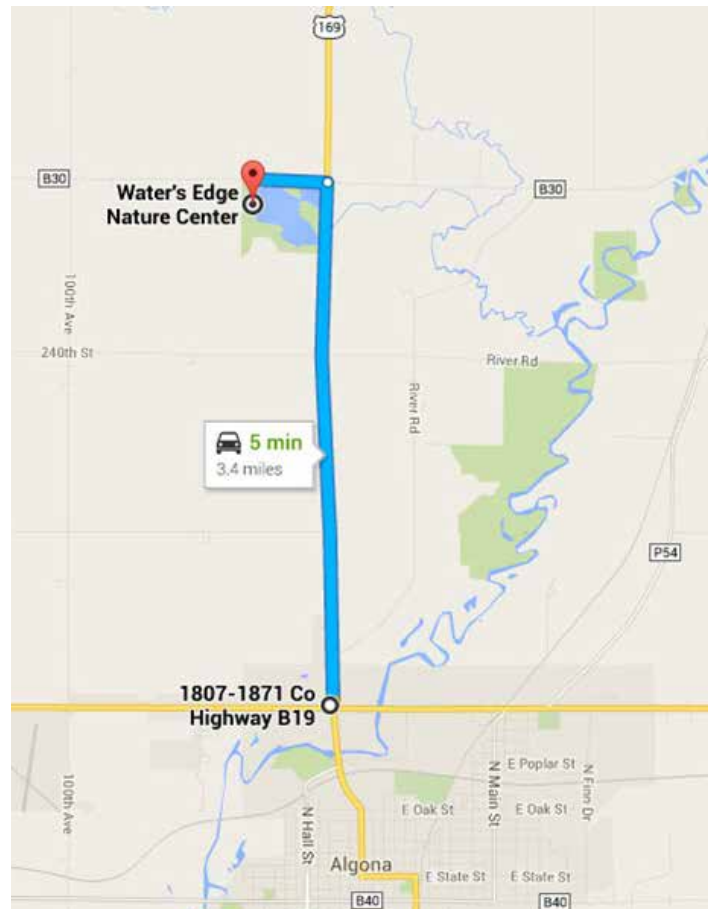 169
B30
Water's Edge
Nature Center
B30
100th Ave
240th St
River Rd
River Rd
5 min
3.4 miles
P54
1807-1871 Co
Highway B19
100th Ave
N Hall St
E Oak St
N Main St
E Poplar St
N Finn Dr
E Oak St
Algona
E State St
E State St
B40
B40